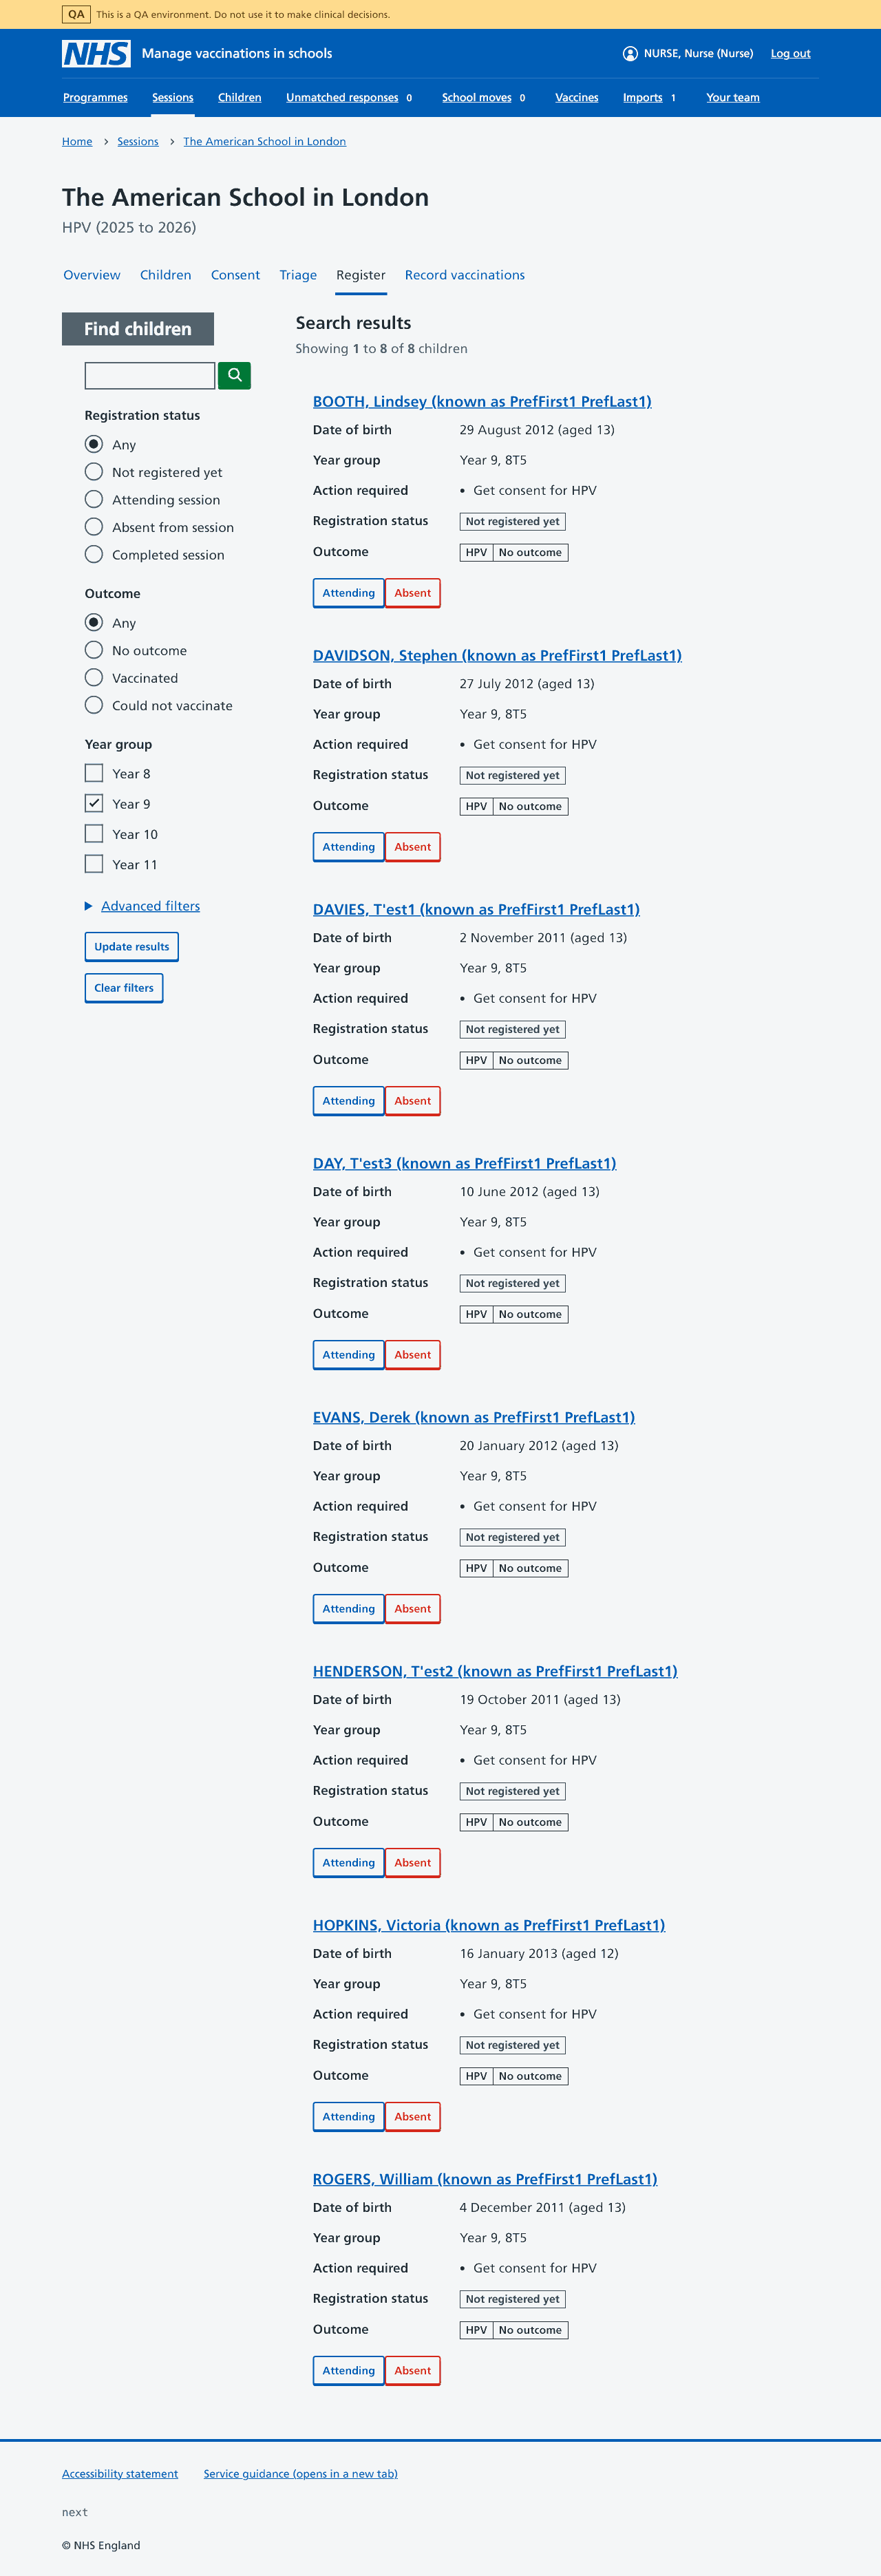 QA This is a QA environment. Do not use it to make clinical decisions.
NHS Manage vaccinations in schools NURSE, Nurse (Nurse) Log out
Programmes Sessions Children Unmatched responses 0 School moves 0 Vaccines Imports 1 Your team
Home Sessions The American School in London
The American School in London
HPV (2025 to 2026)
Overview Children Consent Triage Register Record vaccinations
Find children
Registration status
Any
Not registered yet
Attending session
Absent from session
Completed session
Outcome
Any
No outcome
Vaccinated
Could not vaccinate
Year group
Year 8
Year 9
Year 10
Year 11
Advanced filters
Update results
Clear filters
Search results
Showing 1 to 8 of 8 children
BOOTH, Lindsey (known as PrefFirst1 PrefLast1)
Date of birth 29 August 2012 (aged 13)
Year group Year 9, 8T5
Action required • Get consent for HPV
Registration status Not registered yet
Outcome HPV No outcome
Attending Absent
DAVIDSON, Stephen (known as PrefFirst1 PrefLast1)
Date of birth 27 July 2012 (aged 13)
Year group Year 9, 8T5
Action required • Get consent for HPV
Registration status Not registered yet
Outcome HPV No outcome
Attending Absent
DAVIES, T'est1 (known as PrefFirst1 PrefLast1)
Date of birth 2 November 2011 (aged 13)
Year group Year 9, 8T5
Action required • Get consent for HPV
Registration status Not registered yet
Outcome HPV No outcome
Attending Absent
DAY, T'est3 (known as PrefFirst1 PrefLast1)
Date of birth 10 June 2012 (aged 13)
Year group Year 9, 8T5
Action required • Get consent for HPV
Registration status Not registered yet
Outcome HPV No outcome
Attending Absent
EVANS, Derek (known as PrefFirst1 PrefLast1)
Date of birth 20 January 2012 (aged 13)
Year group Year 9, 8T5
Action required • Get consent for HPV
Registration status Not registered yet
Outcome HPV No outcome
Attending Absent
HENDERSON, T'est2 (known as PrefFirst1 PrefLast1)
Date of birth 19 October 2011 (aged 13)
Year group Year 9, 8T5
Action required • Get consent for HPV
Registration status Not registered yet
Outcome HPV No outcome
Attending Absent
HOPKINS, Victoria (known as PrefFirst1 PrefLast1)
Date of birth 16 January 2013 (aged 12)
Year group Year 9, 8T5
Action required • Get consent for HPV
Registration status Not registered yet
Outcome HPV No outcome
Attending Absent
ROGERS, William (known as PrefFirst1 PrefLast1)
Date of birth 4 December 2011 (aged 13)
Year group Year 9, 8T5
Action required • Get consent for HPV
Registration status Not registered yet
Outcome HPV No outcome
Attending Absent
Accessibility statement Service guidance (opens in a new tab)
next
© NHS England